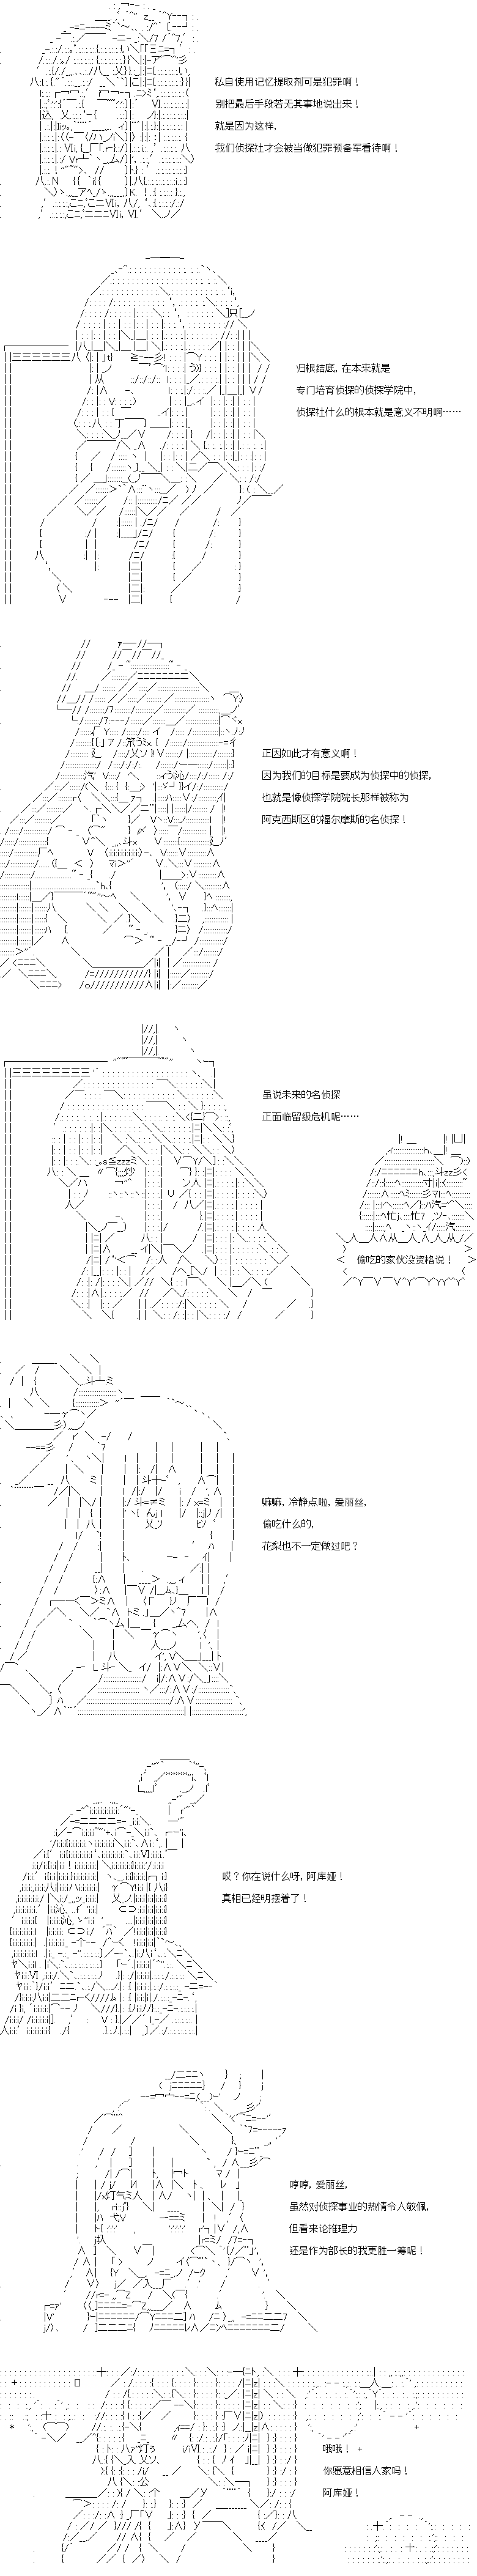 私自使用记忆提取剂可是犯罪啊！
别把最后手段若无其事地说出来！
就是因为这样，
我们侦探社才会被当做犯罪预备军看待啊！
归根结底，在本来就是
专门培育侦探的侦探学院中，
侦探社什么的根本就是意义不明啊……
正因如此才有意义啊！
因为我们的目标是要成为侦探中的侦探，
也就是像侦探学院院长那样被称为
阿克西斯区的福尔摩斯的名侦探！
虽说未来的名侦探
正面临留级危机呢……
偷吃的家伙没资格说！
嘛嘛，冷静点啦，爱丽丝，
偷吃什么的，
花梨也不一定做过吧？
哎？你在说什么呀，阿库娅！
真相已经明摆着了！
哼哼，爱丽丝，
虽然对侦探事业的热情令人敬佩，
但看来论推理力
还是作为部长的我更胜一筹呢！
哦哦！
你愿意相信人家吗！
阿库娅！